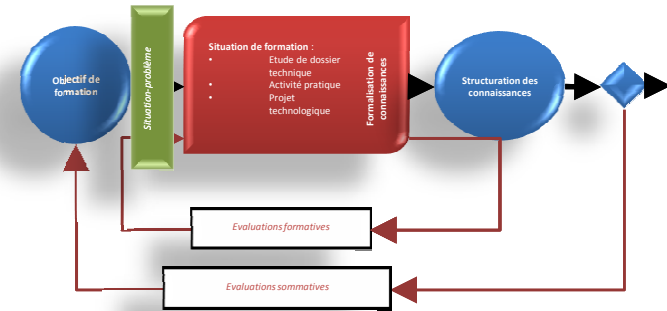 Objectif de
formation
Situation-problème
Situation de formation :
• Etude de dossier
technique
• Activité pratique
• Projet
technologique
Formalisation de
connaissances
Structuration des
connaissances
Evaluations formatives
Evaluations sommatives